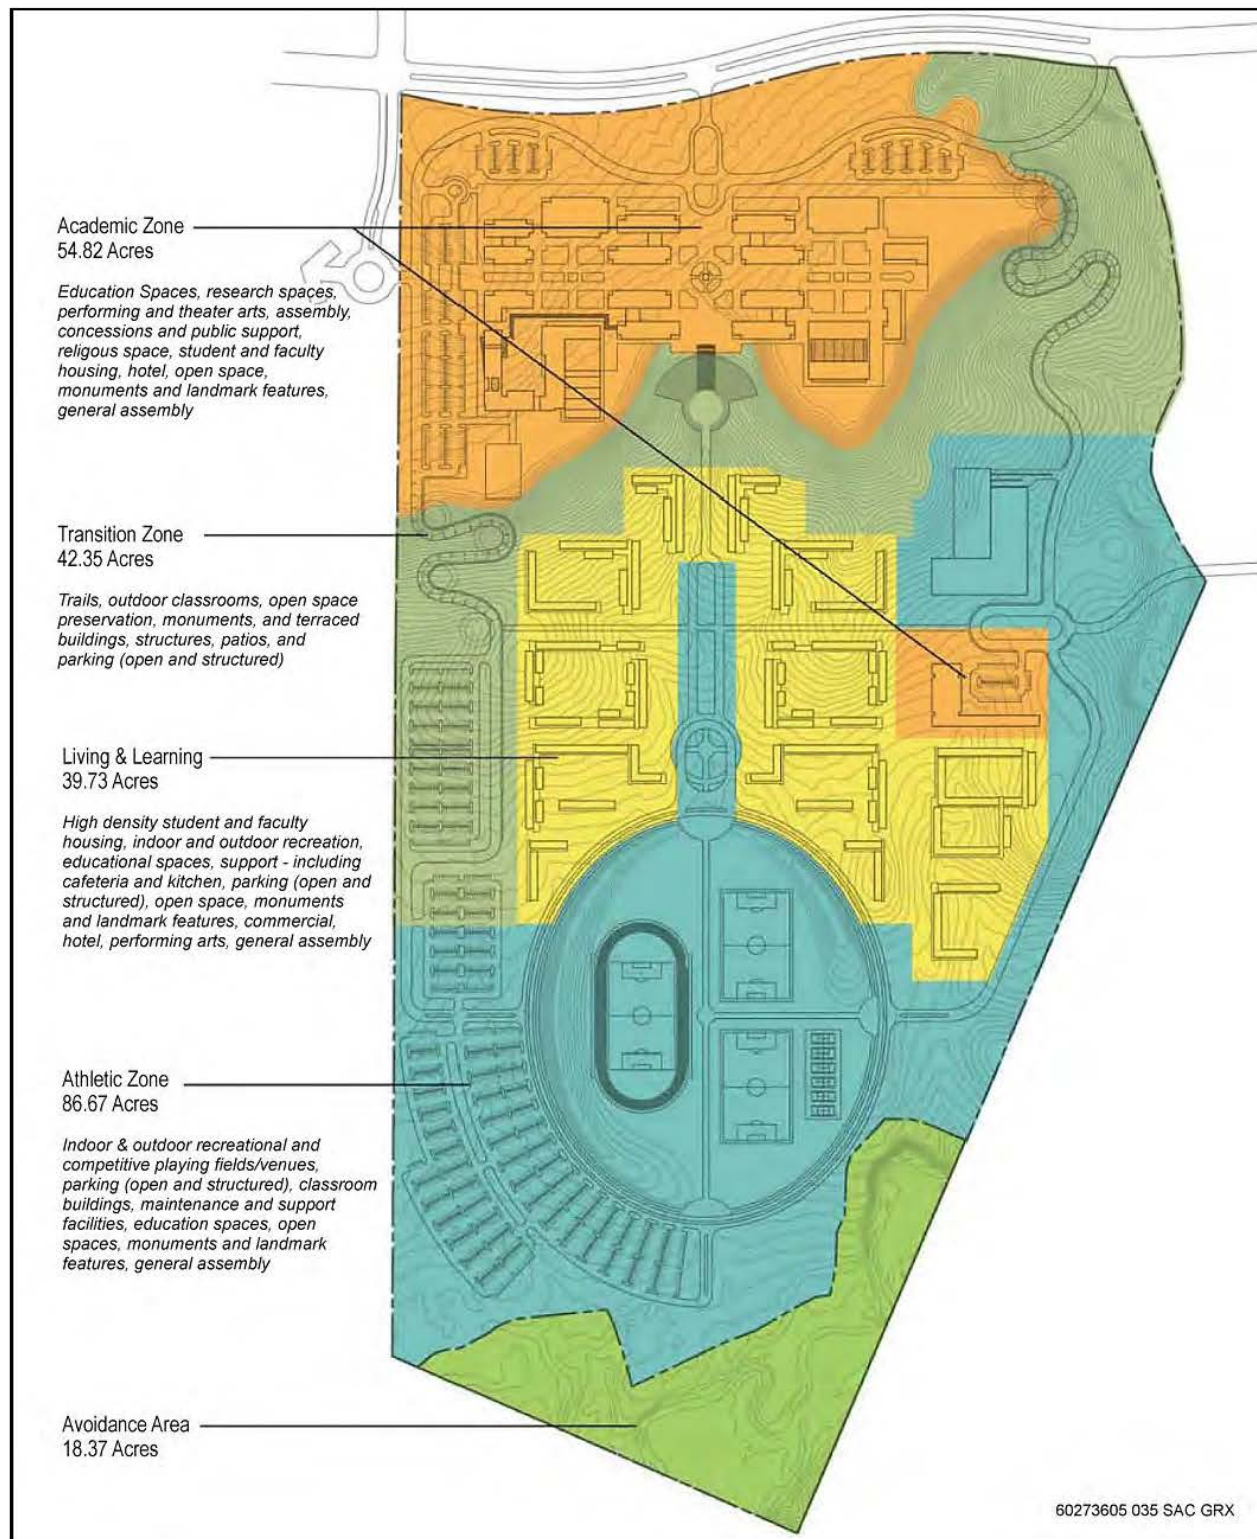 Academic Zone
54.82 Acres
Education Spaces, research spaces,
performing and theater arts, assembly,
concessions and public support,
religous space, student and faculty
housing, hotel, open space,
monuments and landmark features,
general assembly
Transition Zone
42.35 Acres
Trails, outdoor classrooms, open space
preservation, monuments, and terraced
buildings, structures, patios, and
parking (open and structured)
Living & Learning
39.73 Acres
High density student and faculty
housing, indoor and outdoor recreation,
educational spaces, support - including
cafeteria and kitchen, parking (open and
structured), open space, monuments
and landmark features, commercial,
hotel, performing arts, general assembly
Athletic Zone
86.67 Acres
Indoor & outdoor recreational and
competitive playing fields/venues,
parking (open and structured), classroom
buildings, maintenance and support
facilities, education spaces, open
spaces, monuments and landmark
features, general assembly
Avoidance Area
18.37 Acres
60273605 035 SAC GRX